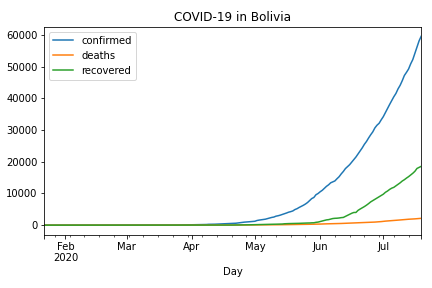 COVID-19 in Bolivia
confirmed
deaths
recovered
60000
50000
40000
30000
20000
10000
0
Feb Mar Apr May Jun Jul
2020
Day